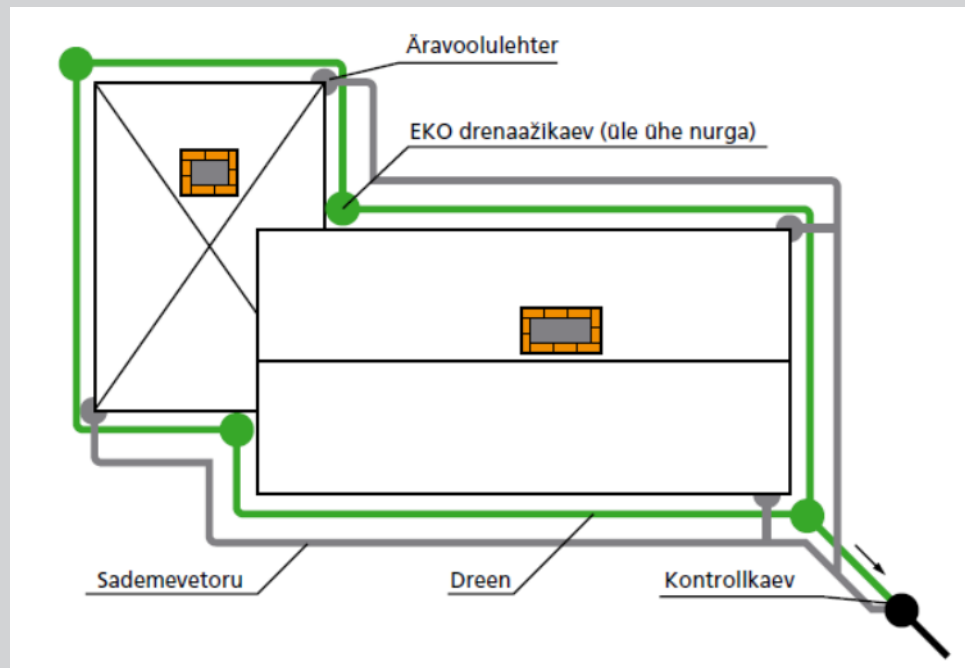 Äravoolulehter
EKO drenaažikaev (üle ühe nurga)
Sademevetoru
Dreen
Kontrollkaev